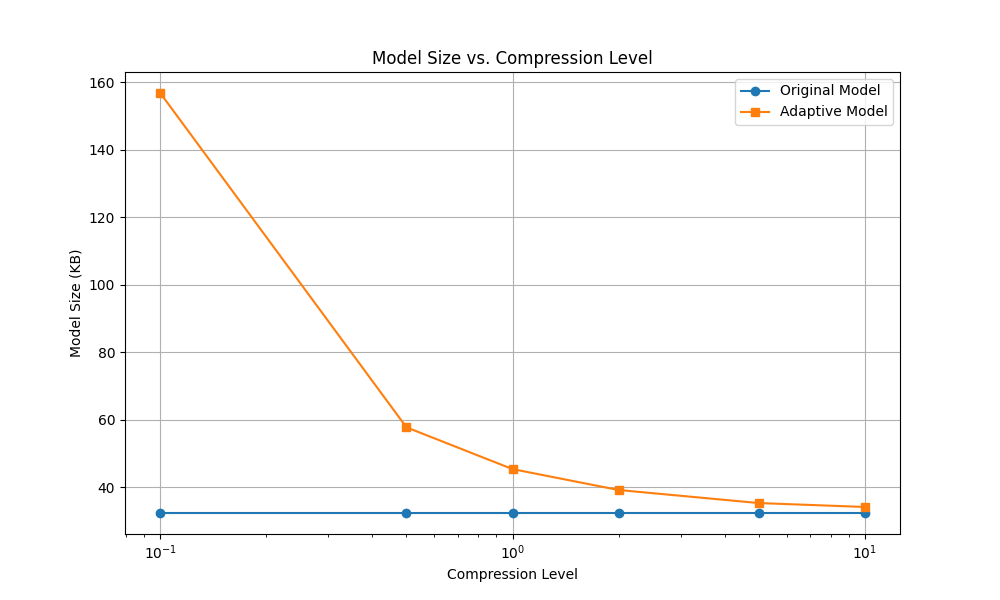 Model Size vs. Compression Level
Original Model
Adaptive Model
160
140
120
100
80
60
40
Model Size (KB)
10⁻¹
10⁰
10¹
Compression Level